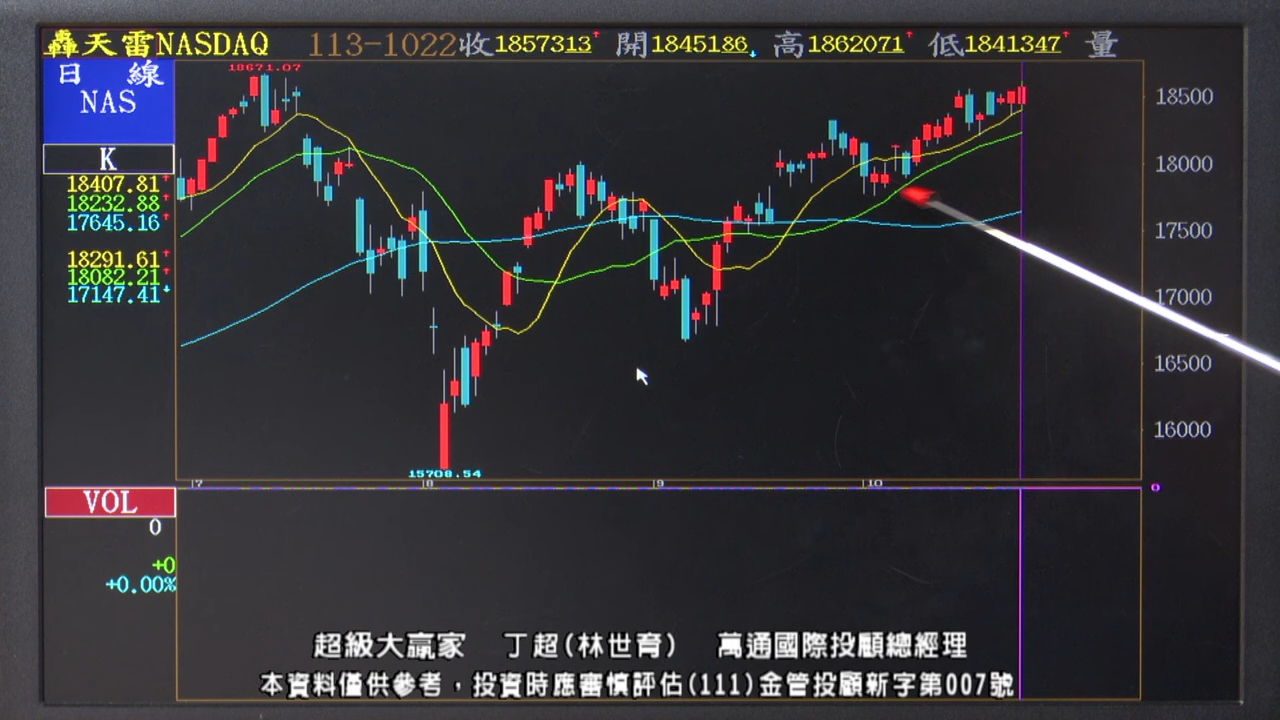 轟天雷NASDAQ 113-1022收1857313↑ 開1845186↓ 高1862071↑ 低1841347↑ 量
日 線
NAS
K
18407.81↑
18232.88↑
17645.16↑
18291.61↑
18082.21↑
17147.41↓
18671.07
15708.54
18500
18000
17500
17000
16500
16000
7 8 9 10
VOL
0
+0
+0.00%
0
超級大贏家 丁超(林世育) 萬通國際投顧總經理
本資料僅供參考，投資時應審慎評估(111)金管投顧新字第007號